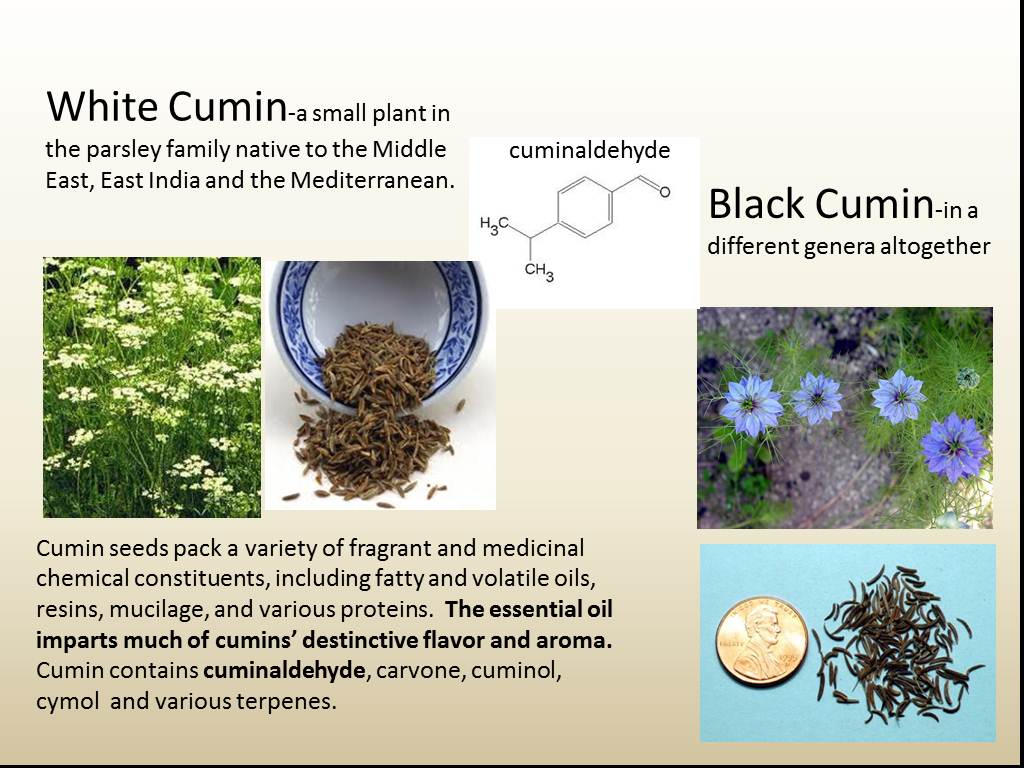 White Cumin-a small plant in
the parsley family native to the Middle
East, East India and the Mediterranean.
cuminaldehyde
O
H3C
CH3
Black Cumin-in a
different genera altogether
Cumin seeds pack a variety of fragrant and medicinal
chemical constituents, including fatty and volatile oils,
resins, mucilage, and various proteins.  The essential oil
imparts much of cumins’ destinctive flavor and aroma.
Cumin contains cuminaldehyde, carvone, cuminol,
cymol  and various terpenes.